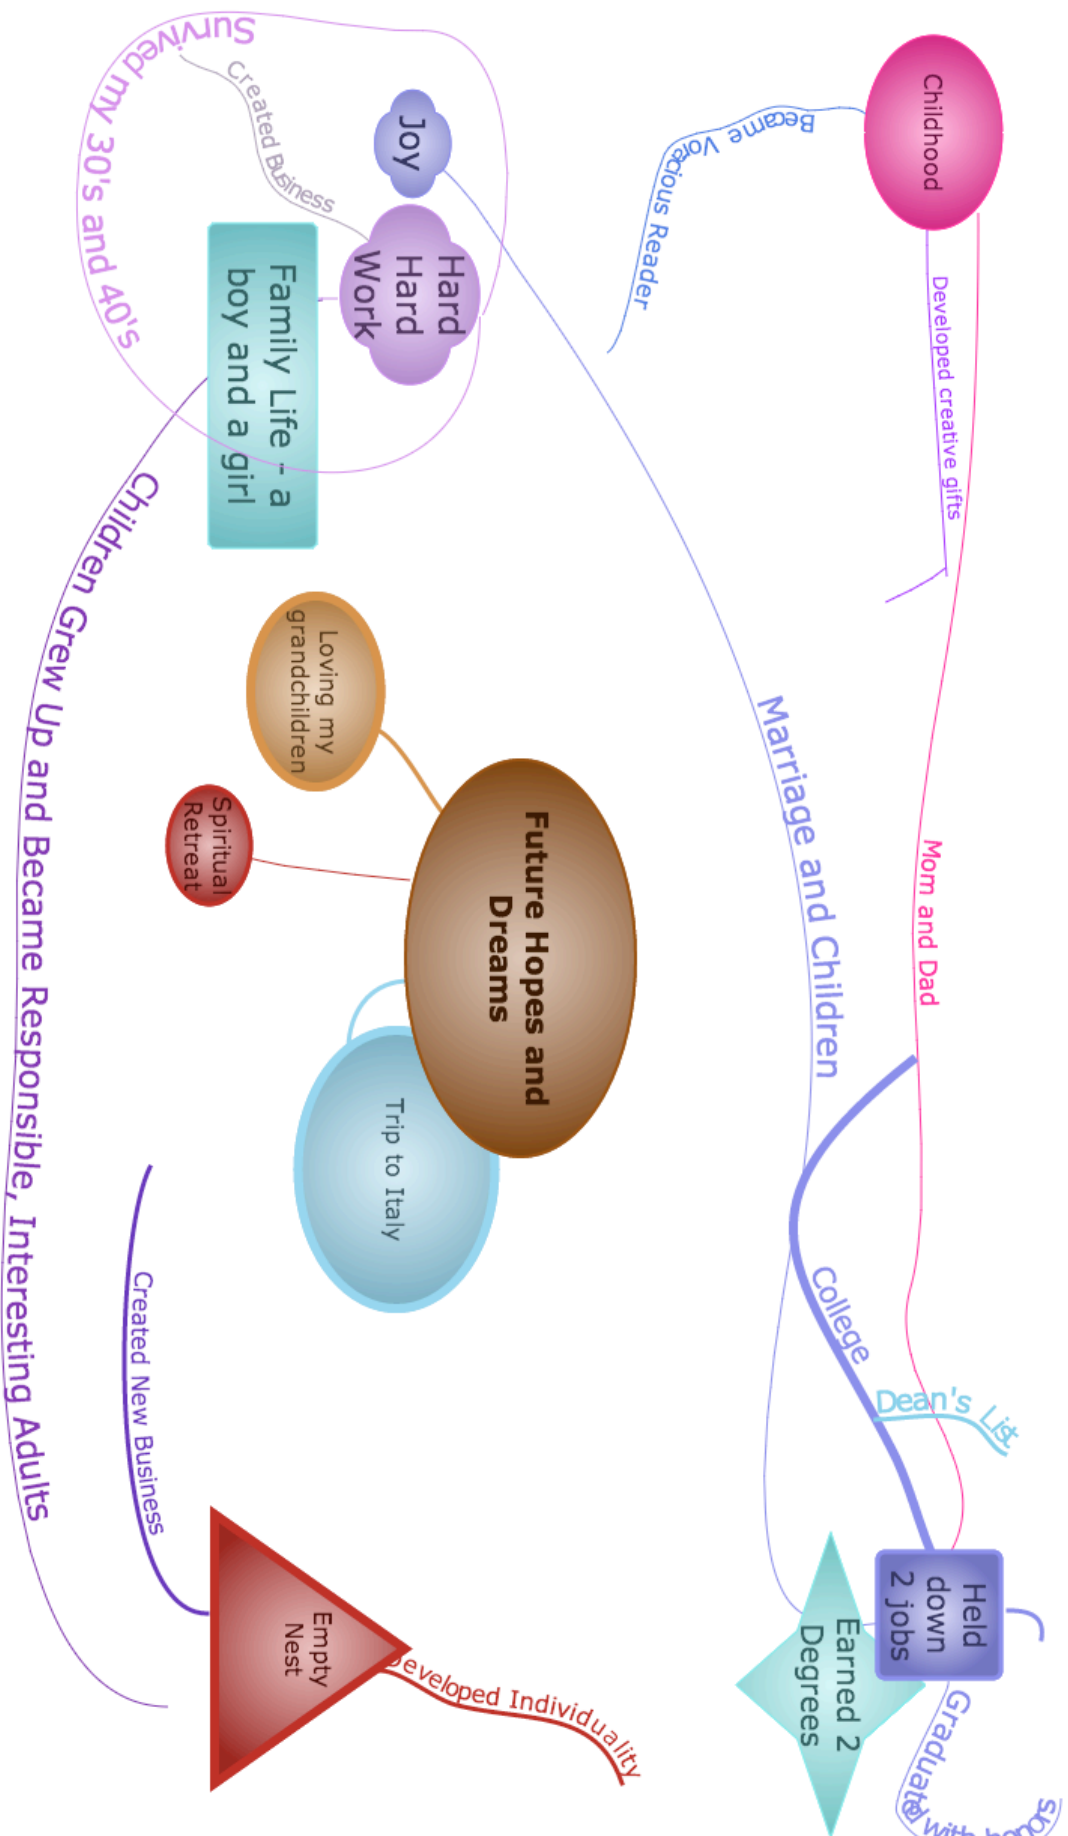 Childhood
Developed creative gifts
Mom and Dad
Became Voracious Reader
College
Dean's List
Held
down
2 jobs
Graduated with honors
Earned 2
Degrees
Marriage and Children
Joy
Hard
Hard
Work
Created Business
Survived my 30's and 40's
Family Life - a
boy and a girl
Future Hopes and
Dreams
Loving my
grandchildren
Spiritual
Retreat
Trip to Italy
Children Grew Up and Became Responsible, Interesting Adults
Created New Business
Empty
Nest
Developed Individuality